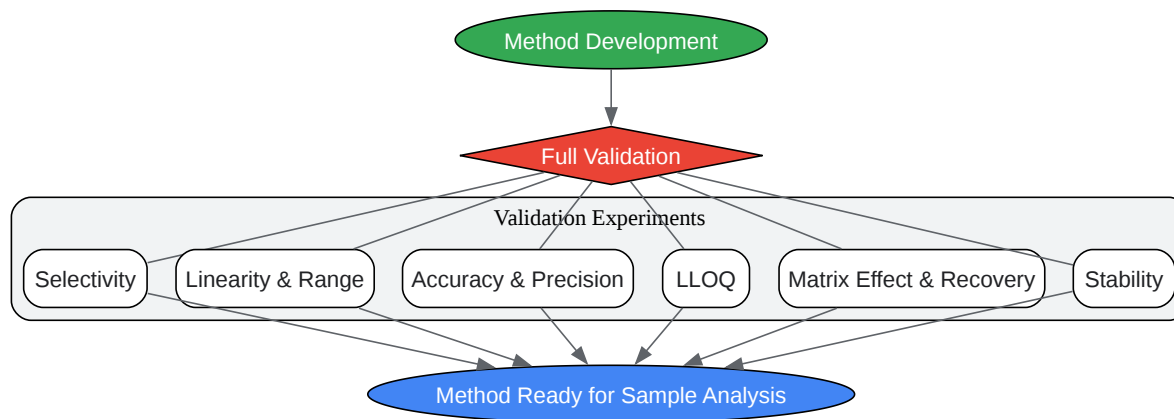 Method Development
Full Validation
Validation Experiments
Selectivity
Linearity & Range
Accuracy & Precision
LLOQ
Matrix Effect & Recovery
Stability
Method Ready for Sample Analysis